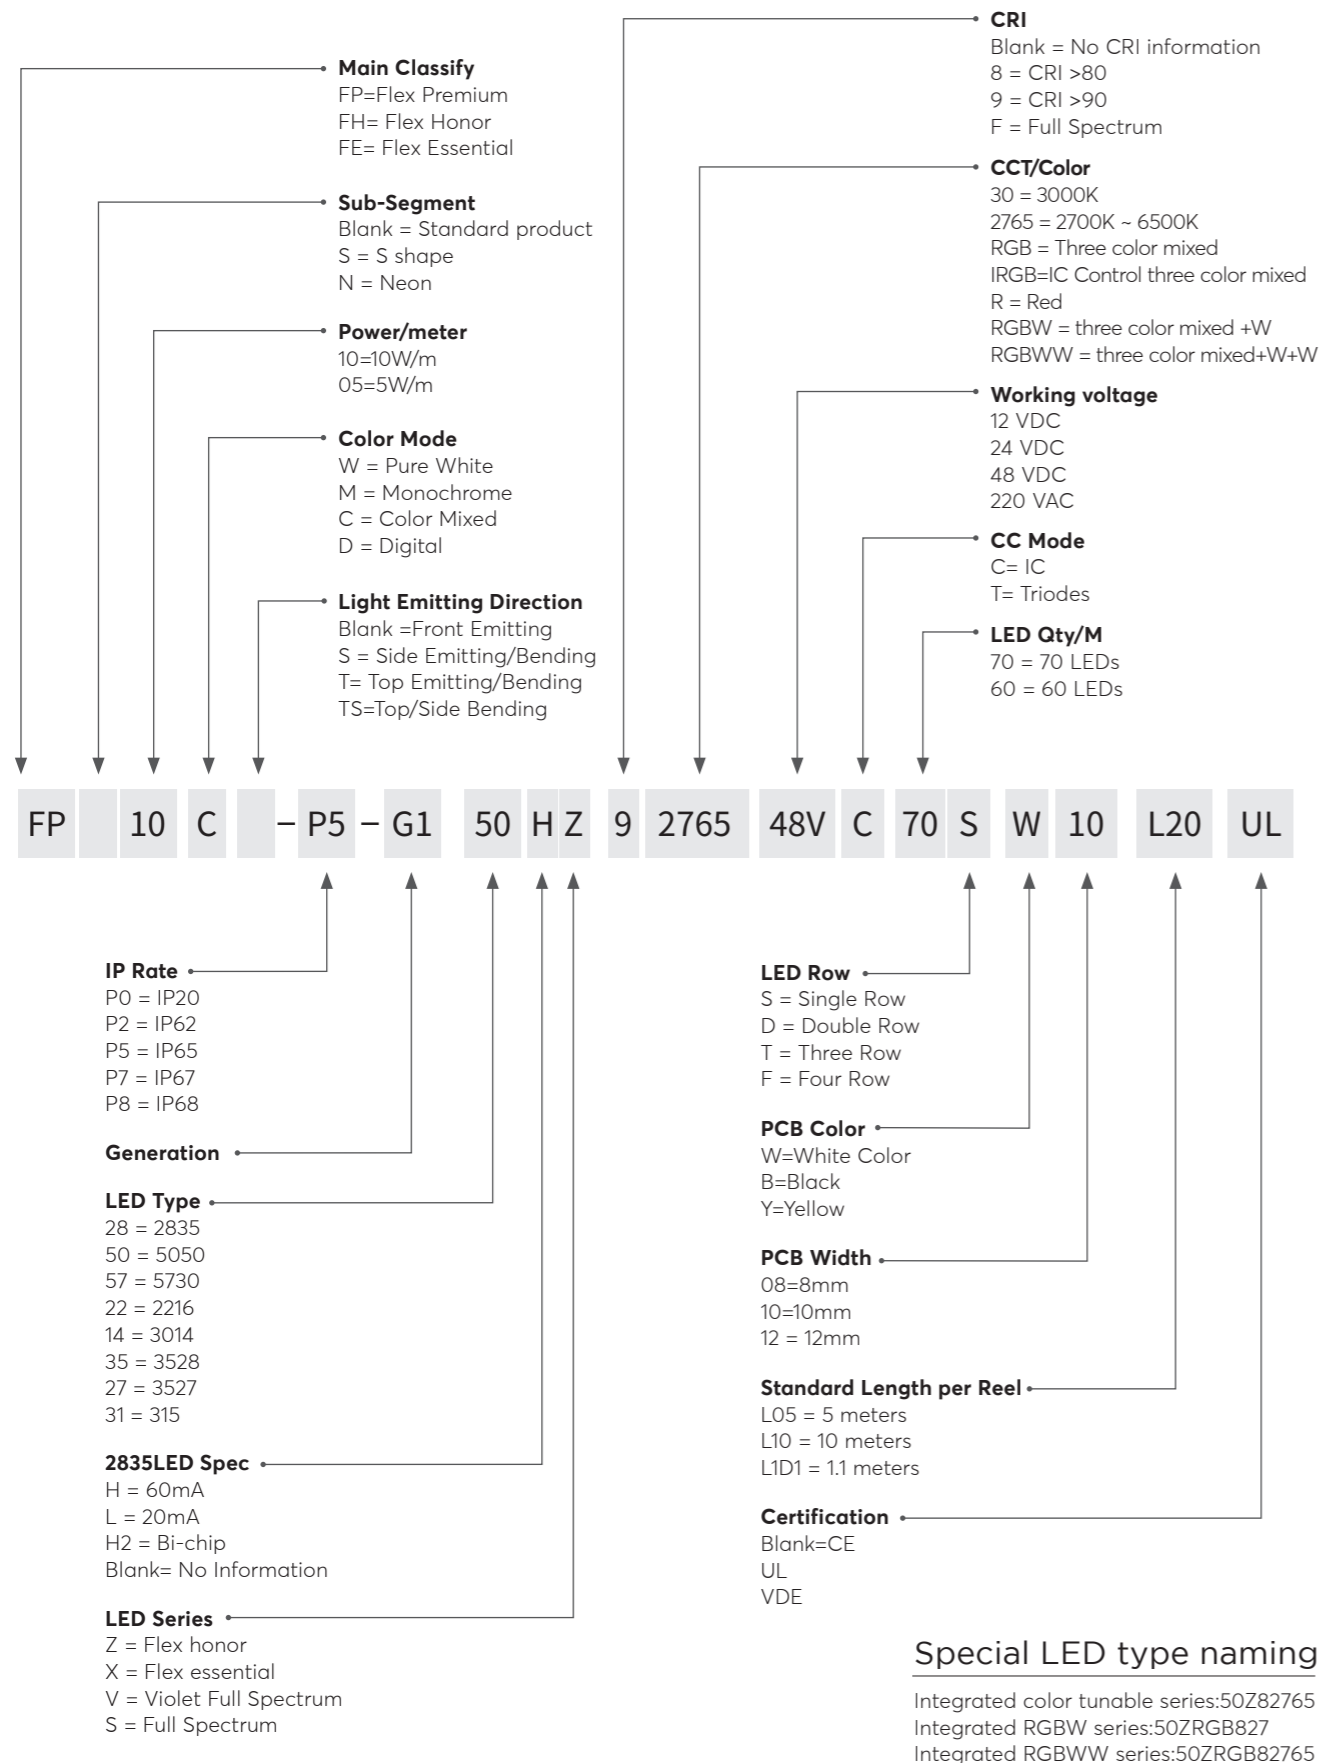 Main Classify
FP=Flex Premium
FH= Flex Honor
FE= Flex Essential
Sub-Segment
Blank = Standard product
S = S shape
N = Neon
Power/meter
10=10W/m
05=5W/m
Color Mode
W = Pure White
M = Monochrome
C = Color Mixed
D = Digital
Light Emitting Direction
Blank =Front Emitting
S = Side Emitting/Bending
T= Top Emitting/Bending
TS=Top/Side Bending
CRI
Blank = No CRI information
8 = CRI >80
9 = CRI >90
F = Full Spectrum
CCT/Color
30 = 3000K
2765 = 2700K ~ 6500K
RGB = Three color mixed
IRGB=IC Control three color mixed
R = Red
RGBW = three color mixed +W
RGBWW = three color mixed+W+W
Working voltage
12 VDC
24 VDC
48 VDC
220 VAC
CC Mode
C= IC
T= Triodes
LED Qty/M
70 = 70 LEDs
60 = 60 LEDs
FP 10 C – P5 – G1 50 H Z 9 2765 48V C 70 S W 10 L20 UL
IP Rate
P0 = IP20
P2 = IP62
P5 = IP65
P7 = IP67
P8 = IP68
Generation
LED Type
28 = 2835
50 = 5050
57 = 5730
22 = 2216
14 = 3014
35 = 3528
27 = 3527
31 = 315
2835LED Spec
H = 60mA
L = 20mA
H2 = Bi-chip
Blank= No Information
LED Series
Z = Flex honor
X = Flex essential
V = Violet Full Spectrum
S = Full Spectrum
LED Row
S = Single Row
D = Double Row
T = Three Row
F = Four Row
PCB Color
W=White Color
B=Black
Y=Yellow
PCB Width
08=8mm
10=10mm
12 = 12mm
Standard Length per Reel
L05 = 5 meters
L10 = 10 meters
L1D1 = 1.1 meters
Certification
Blank=CE
UL
VDE
Special LED type naming
Integrated color tunable series:50Z82765
Integrated RGBW series:50ZRGB827
Integrated RGBWW series:50ZRGB82765